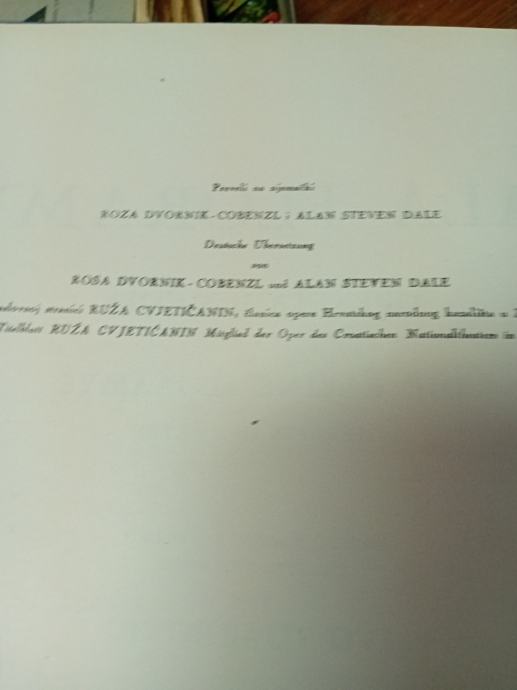 Preveli na njemački
ROZA DVORNIK-COBENZL i ALAN STEVEN DALE
Deutsche Übersetzung
von
ROSA DVORNIK-COBENZL und ALAN STEVEN DALE
RUŽA CVJETIČANIN, članica opere Hrvatskog narodnog kazališta u
Titelblatt RUŽA CVJETIČANIN Mitglied der Oper des Croatischen Nationaltheaters in